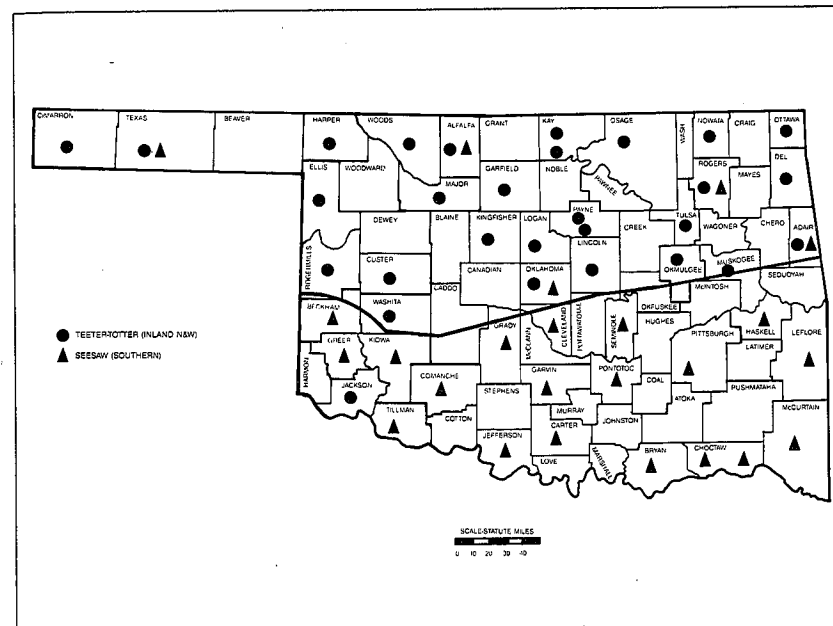 CIMARRON
TEXAS
BEAVER
HARPER
WOODS
ALFALFA
GRANT
KAY
OSAGE
WASH
NOWATA
CRAIG
OTTAWA
ELLIS
WOODWARD
MAJOR
GARFIELD
NOBLE
PAWNEE
ROGERS
MAYES
DEL
DEWEY
BLAINE
KINGFISHER
LOGAN
PAYNE
CREEK
TULSA
WAGONER
CHERO
ADAIR
ROGER MILLS
CUSTER
CANADIAN
OKLAHOMA
LINCOLN
OKMULGEE
MUSKOGEE
SEQUOYAH
BECKHAM
WASHITA
CADDO
GRADY
McCLAIN
CLEVELAND
POTTAWATOMIE
SEMINOLE
OKFUSKEE
HUGHES
McINTOSH
PITTSBURGH
HASKELL
LATIMER
LEFLORE
● TEETER-TOTTER (INLAND N&W)
▲ SEESAW (SOUTHERN)
GREER
KIOWA
HARMON
JACKSON
COMANCHE
TILLMAN
COTTON
STEPHENS
GARVIN
MURRAY
PONTOTOC
COAL
ATOKA
PUSHMATAHA
McCURTAIN
JEFFERSON
CARTER
JOHNSTON
LOVE
MARSHALL
BRYAN
CHOCTAW
SCALE-STATUTE MILES
0 10 20 30 40